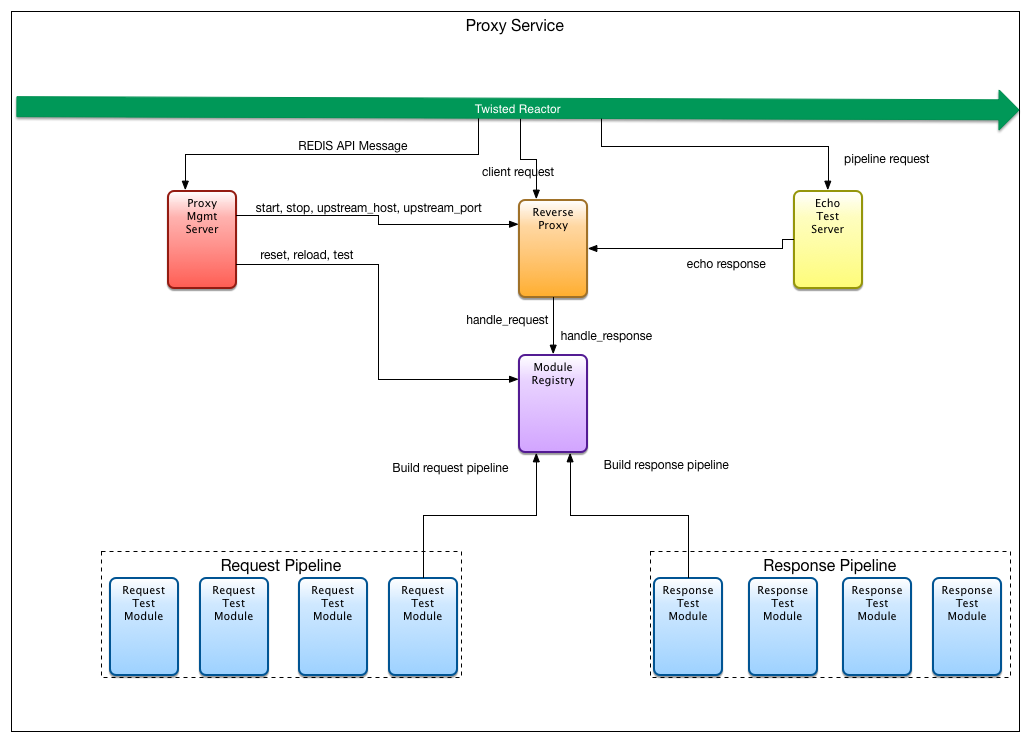 Proxy Service
Twisted Reactor
REDIS API Message
client request
pipeline request
Proxy
Mgmt
Server
start, stop, upstream_host, upstream_port
reset, reload, test
Reverse
Proxy
Echo
Test
Server
echo response
handle_request
handle_response
Module
Registry
Build request pipeline
Build response pipeline
Request Pipeline
Request
Test
Module
Request
Test
Module
Request
Test
Module
Request
Test
Module
Response Pipeline
Response
Test
Module
Response
Test
Module
Response
Test
Module
Response
Test
Module